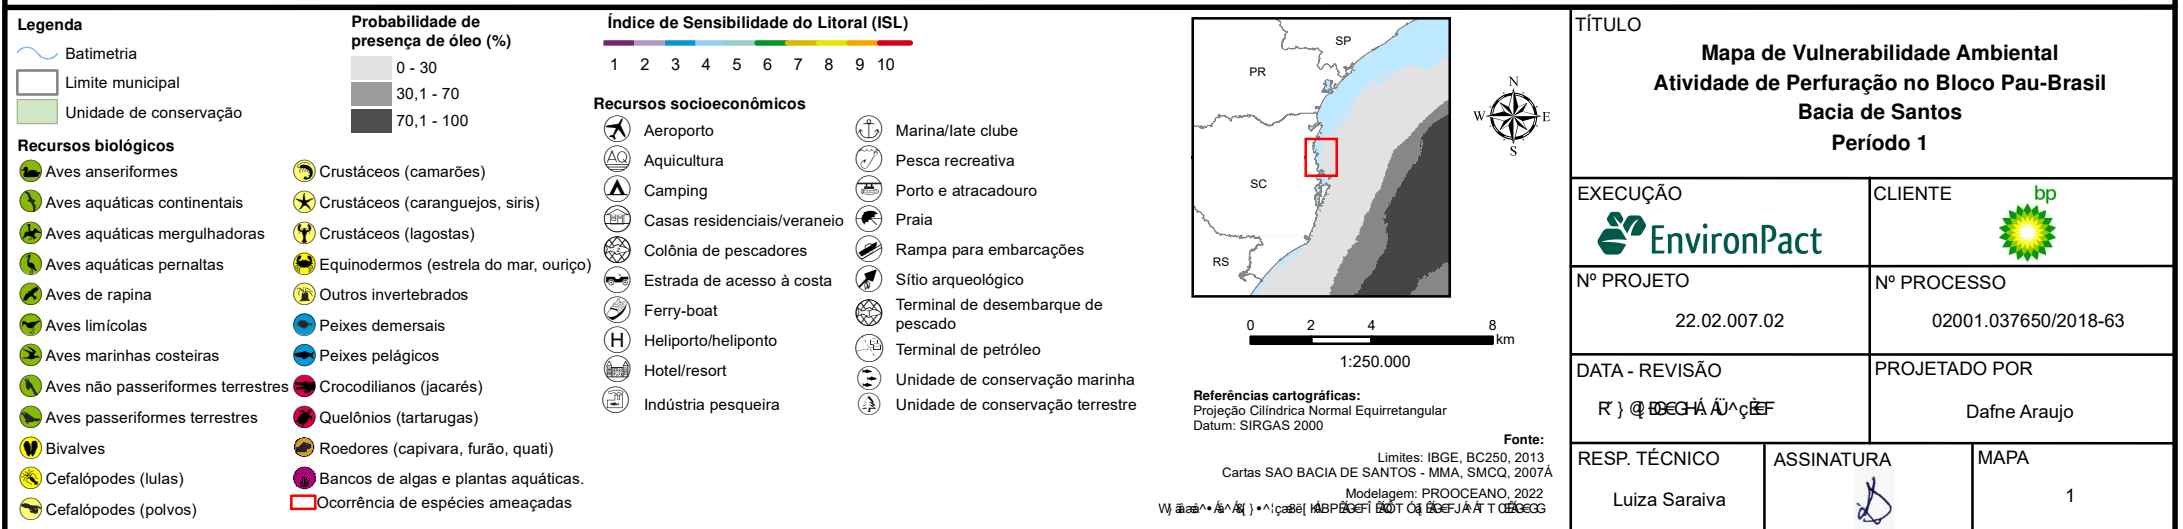 Legenda
Batimetria
Limite municipal
Unidade de conservação
Probabilidade de
presença de óleo (%)
0 - 30
30,1 - 70
70,1 - 100
Recursos biológicos
Aves anseriformes
Aves aquáticas continentais
Aves aquáticas mergulhadoras
Aves aquáticas pernaltas
Aves de rapina
Aves limícolas
Aves marinhas costeiras
Aves não passeriformes terrestres
Aves passeriformes terrestres
Bivalves
Cefalópodes (lulas)
Cefalópodes (polvos)
Crustáceos (camarões)
Crustáceos (caranguejos, siris)
Crustáceos (lagostas)
Equinodermos (estrela do mar, ouriço)
Outros invertebrados
Peixes demersais
Peixes pelágicos
Crocodilianos (jacarés)
Quelônios (tartarugas)
Roedores (capivara, furão, quati)
Bancos de algas e plantas aquáticas.
Ocorrência de espécies ameaçadas
Índice de Sensibilidade do Litoral (ISL)
1 2 3 4 5 6 7 8 9 10
Recursos socioeconômicos
Aeroporto
AQ Aquicultura
Camping
Casas residenciais/veraneio
Colônia de pescadores
Estrada de acesso à costa
Ferry-boat
H Heliporto/heliponto
Hotel/resort
Indústria pesqueira
Marina/Iate clube
Pesca recreativa
Porto e atracadouro
Praia
Rampa para embarcações
Sítio arqueológico
Terminal de desembarque de
pescado
Terminal de petróleo
Unidade de conservação marinha
Unidade de conservação terrestre
SP
PR
SC
RS
N
W E
S
0 2 4 8
km
1:250.000
Referências cartográficas:
Projeção Cilíndrica Normal Equirretangular
Datum: SIRGAS 2000
Fonte:
Limites: IBGE, BC250, 2013
Cartas SAO BACIA DE SANTOS - MMA, SMCQ, 2007Á
Modelagem: PROOCEANO, 2022
TÍTULO
Mapa de Vulnerabilidade Ambiental
Atividade de Perfuração no Bloco Pau-Brasil
Bacia de Santos
Período 1
EXECUÇÃO
EnvironPact
CLIENTE
bp
Nº PROJETO
22.02.007.02
Nº PROCESSO
02001.037650/2018-63
DATA - REVISÃO
PROJETADO POR
Dafne Araujo
RESP. TÉCNICO
Luiza Saraiva
ASSINATURA
MAPA
1